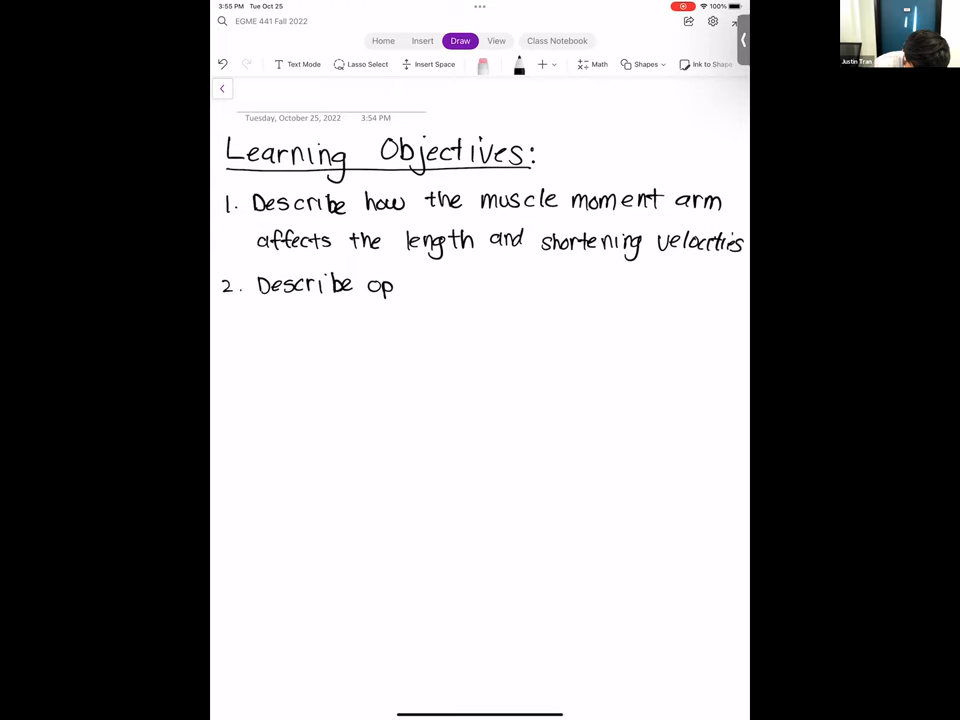 3:55 PM Tue Oct 25
100%
EGME 441 Fall 2022
Home Insert Draw View Class Notebook
Text Mode Lasso Select Insert Space Math Shapes Ink to Shape
Tuesday, October 25, 2022 3:54 PM
Learning Objectives:
1. Describe how the muscle moment arm
affects the length and shortening velocities
2. Describe op
Justin Tran